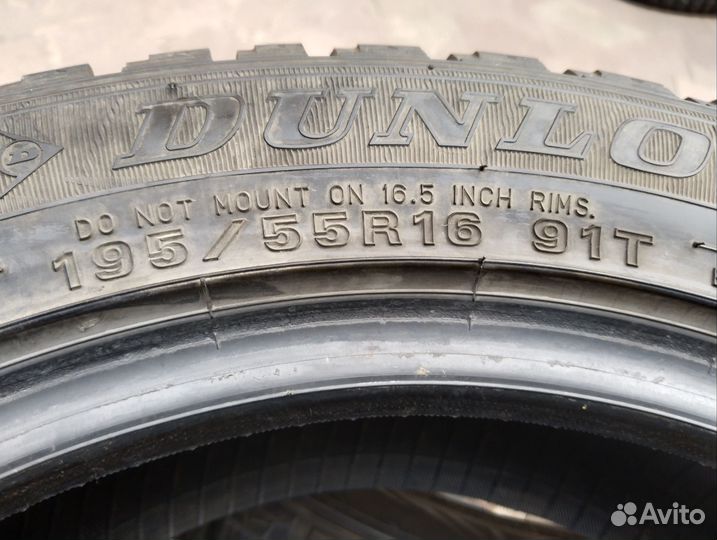 DUNLO
DO NOT MOUNT ON 16.5 INCH RIMS.
195/55R16 91T
Avito